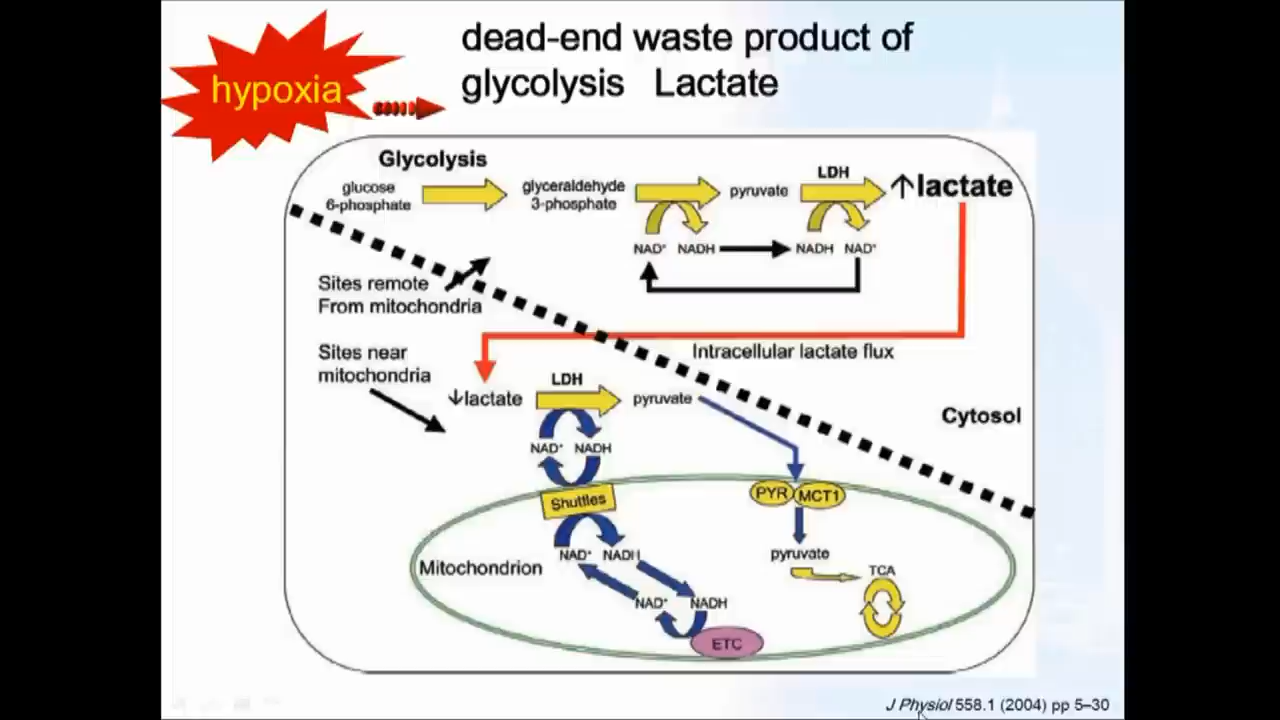 dead-end waste product of
glycolysis Lactate
hypoxia
Glycolysis
glucose
6-phosphate
glyceraldehyde
3-phosphate
pyruvate
LDH
↑lactate
NAD⁺
NADH
NADH
NAD⁺
Sites remote
From mitochondria
Intracellular lactate flux
Sites near
mitochondria
↓lactate
LDH
pyruvate
Cytosol
NAD⁺
NADH
Shuttles
PYR
MCT1
NAD⁺
NADH
pyruvate
Mitochondrion
TCA
NAD⁺
NADH
ETC
J Physiol 558.1 (2004) pp 5–30